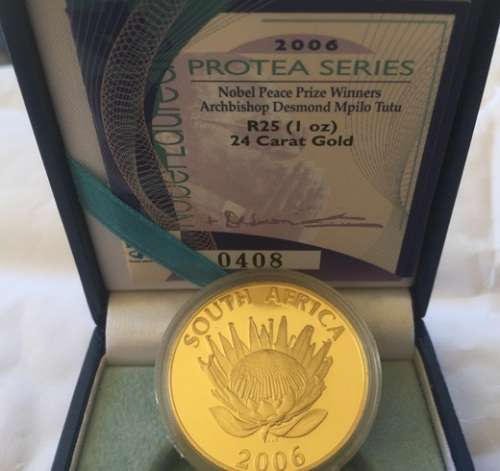 2006
PROTEA SERIES
Nobel Peace Prize Winners
Archbishop Desmond Mpilo Tutu
R25 (1 oz)
24 Carat Gold
0408
SOUTH AFRICA
2006